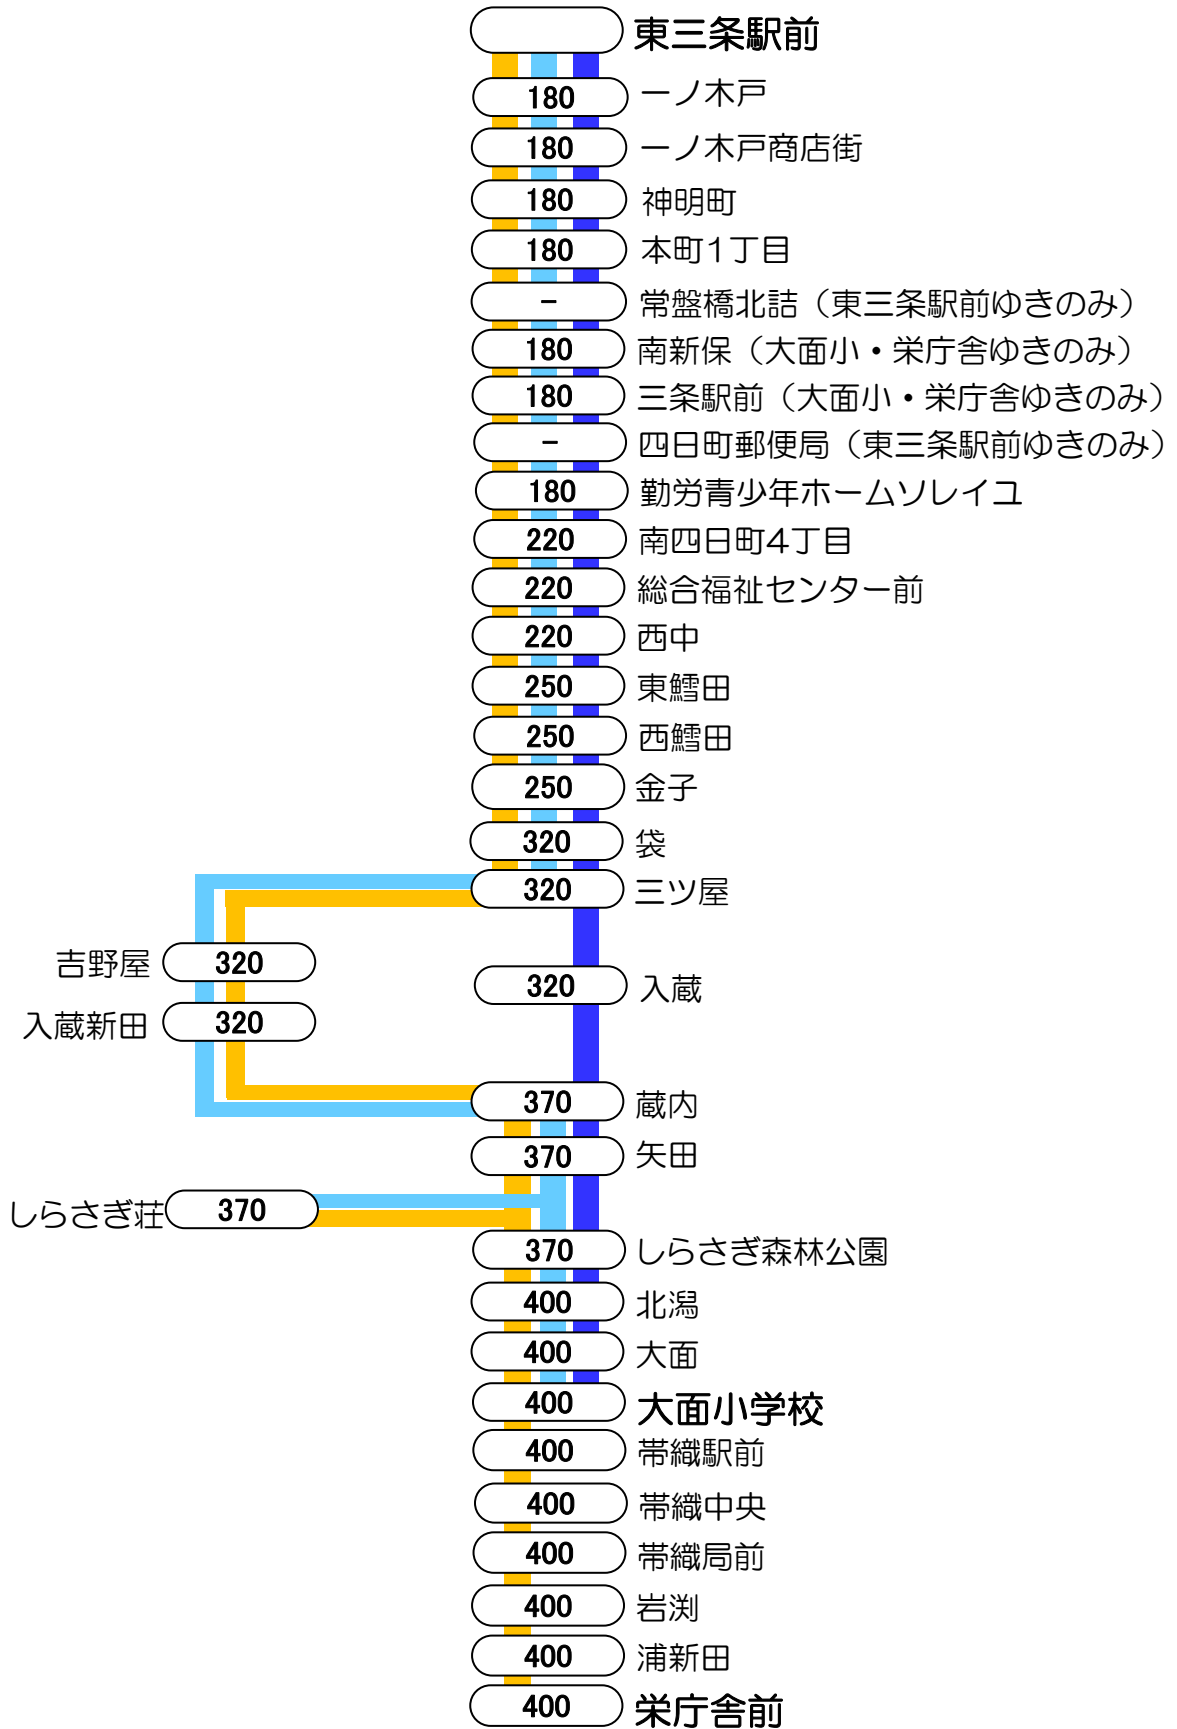 東三条駅前
180 一ノ木戸
180 一ノ木戸商店街
180 神明町
180 本町1丁目
- 常盤橋北詰（東三条駅前ゆきのみ）
180 南新保（大面小・栄庁舎ゆきのみ）
180 三条駅前（大面小・栄庁舎ゆきのみ）
- 四日町郵便局（東三条駅前ゆきのみ）
180 勤労青少年ホームソレイユ
220 南四日町4丁目
220 総合福祉センター前
220 西中
250 東鱈田
250 西鱈田
250 金子
320 袋
320 三ツ屋
吉野屋 320
320 入蔵
入蔵新田 320
370 蔵内
370 矢田
しらさぎ荘 370
370 しらさぎ森林公園
400 北潟
400 大面
400 大面小学校
400 帯織駅前
400 帯織中央
400 帯織局前
400 岩渕
400 浦新田
400 栄庁舎前